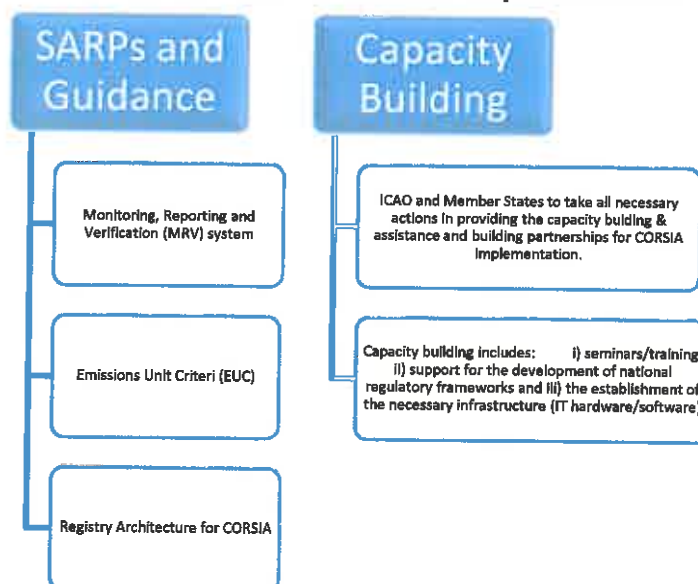 SARPs and
Guidance
Monitoring, Reporting and
Verification (MRV) system
Emissions Unit Criteri (EUC)
Registry Architecture for CORSIA
Capacity
Building
ICAO and Member States to take all necessary
actions in providing the capacity building &
assistance and building partnerships for CORSIA
Implementation.
Capacity building includes: i) seminars/training
ii) support for the development of national
regulatory frameworks and iii) the establishment of
the necessary infrastructure (IT hardware/software)